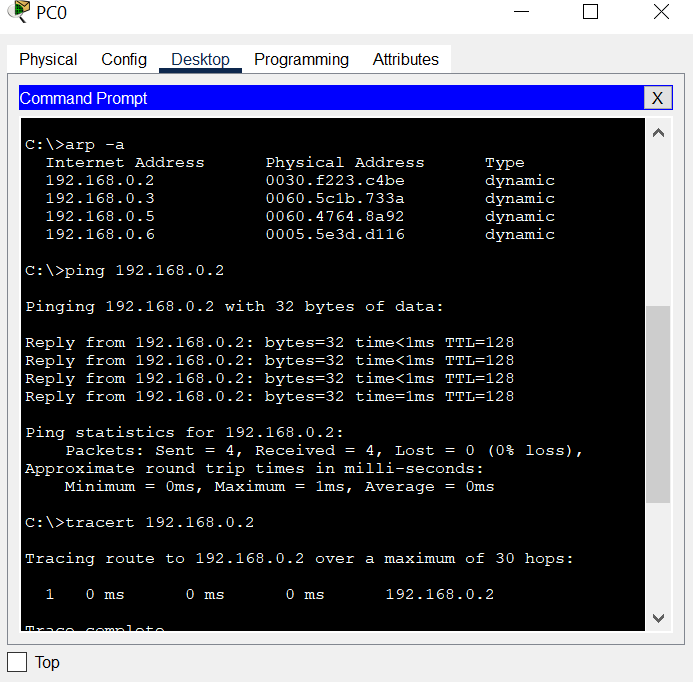 PC0
Physical Config Desktop Programming Attributes
Command Prompt X
C:\>arp -a
Internet Address Physical Address Type
192.168.0.2 0030.f223.c4be dynamic
192.168.0.3 0060.5c1b.733a dynamic
192.168.0.5 0060.4764.8a92 dynamic
192.168.0.6 0005.5e3d.d116 dynamic
C:\>ping 192.168.0.2
Pinging 192.168.0.2 with 32 bytes of data:
Reply from 192.168.0.2: bytes=32 time<1ms TTL=128
Reply from 192.168.0.2: bytes=32 time<1ms TTL=128
Reply from 192.168.0.2: bytes=32 time<1ms TTL=128
Reply from 192.168.0.2: bytes=32 time=1ms TTL=128
Ping statistics for 192.168.0.2:
Packets: Sent = 4, Received = 4, Lost = 0 (0% loss),
Approximate round trip times in milli-seconds:
Minimum = 0ms, Maximum = 1ms, Average = 0ms
C:\>tracert 192.168.0.2
Tracing route to 192.168.0.2 over a maximum of 30 hops:
1 0 ms 0 ms 0 ms 192.168.0.2
Trace complete.
Top